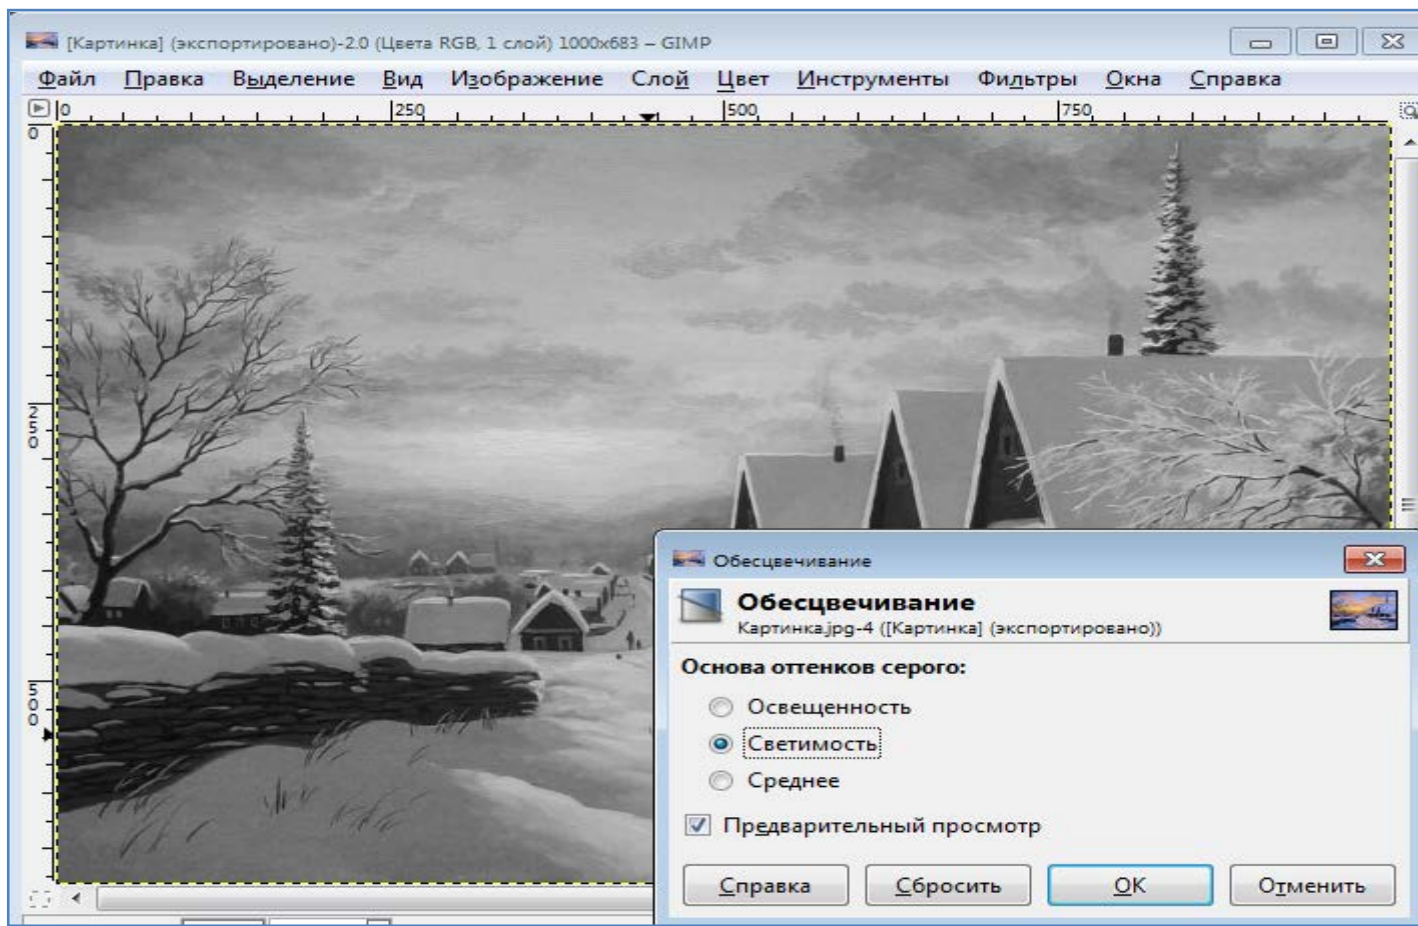 [Картинка] (экспортировано)-2.0 (Цвета RGB, 1 слой) 1000x683 – GIMP
Файл Правка Выделение Вид Изображение Слой Цвет Инструменты Фильтры Окна Справка
0 250 500 750
0
250
500
Обесцвечивание
Обесцвечивание
Картинка.jpg-4 ([Картинка] (экспортировано))
Основа оттенков серого:
Освещенность
Светимость
Среднее
Предварительный просмотр
Справка Сбросить OK Отменить